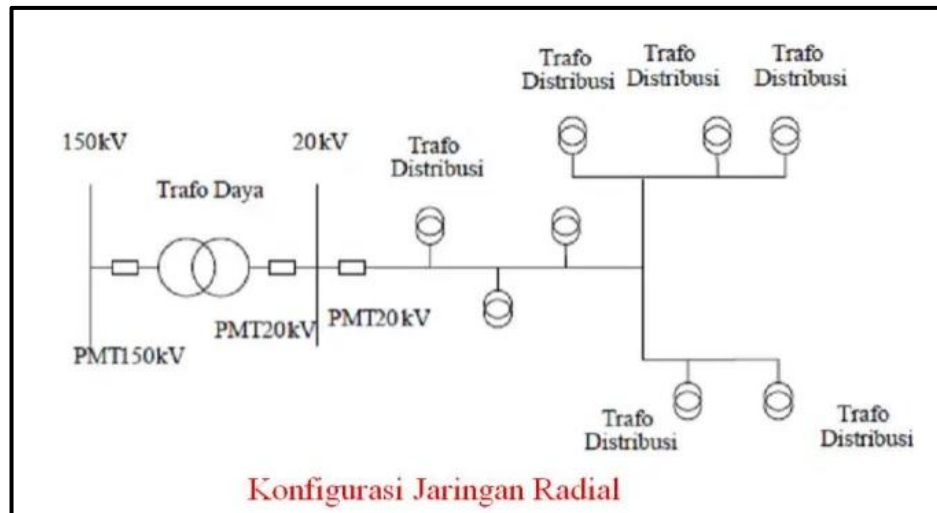 Trafo
Distribusi
Trafo
Distribusi
Trafo
Distribusi
150kV
20kV
Trafo
Distribusi
Trafo Daya
PMT150kV
PMT20kV
PMT20kV
Trafo
Distribusi
Trafo
Distribusi
Konfigurasi Jaringan Radial